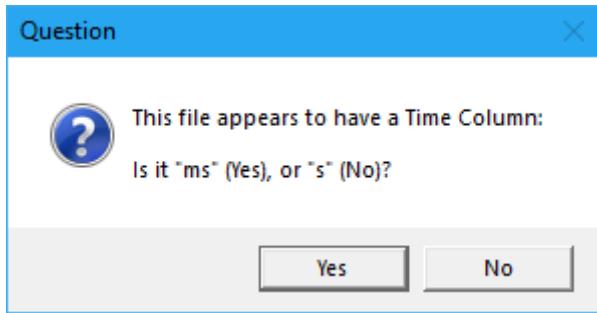 Question
This file appears to have a Time Column:
Is it "ms" (Yes), or "s" (No)?
Yes
No